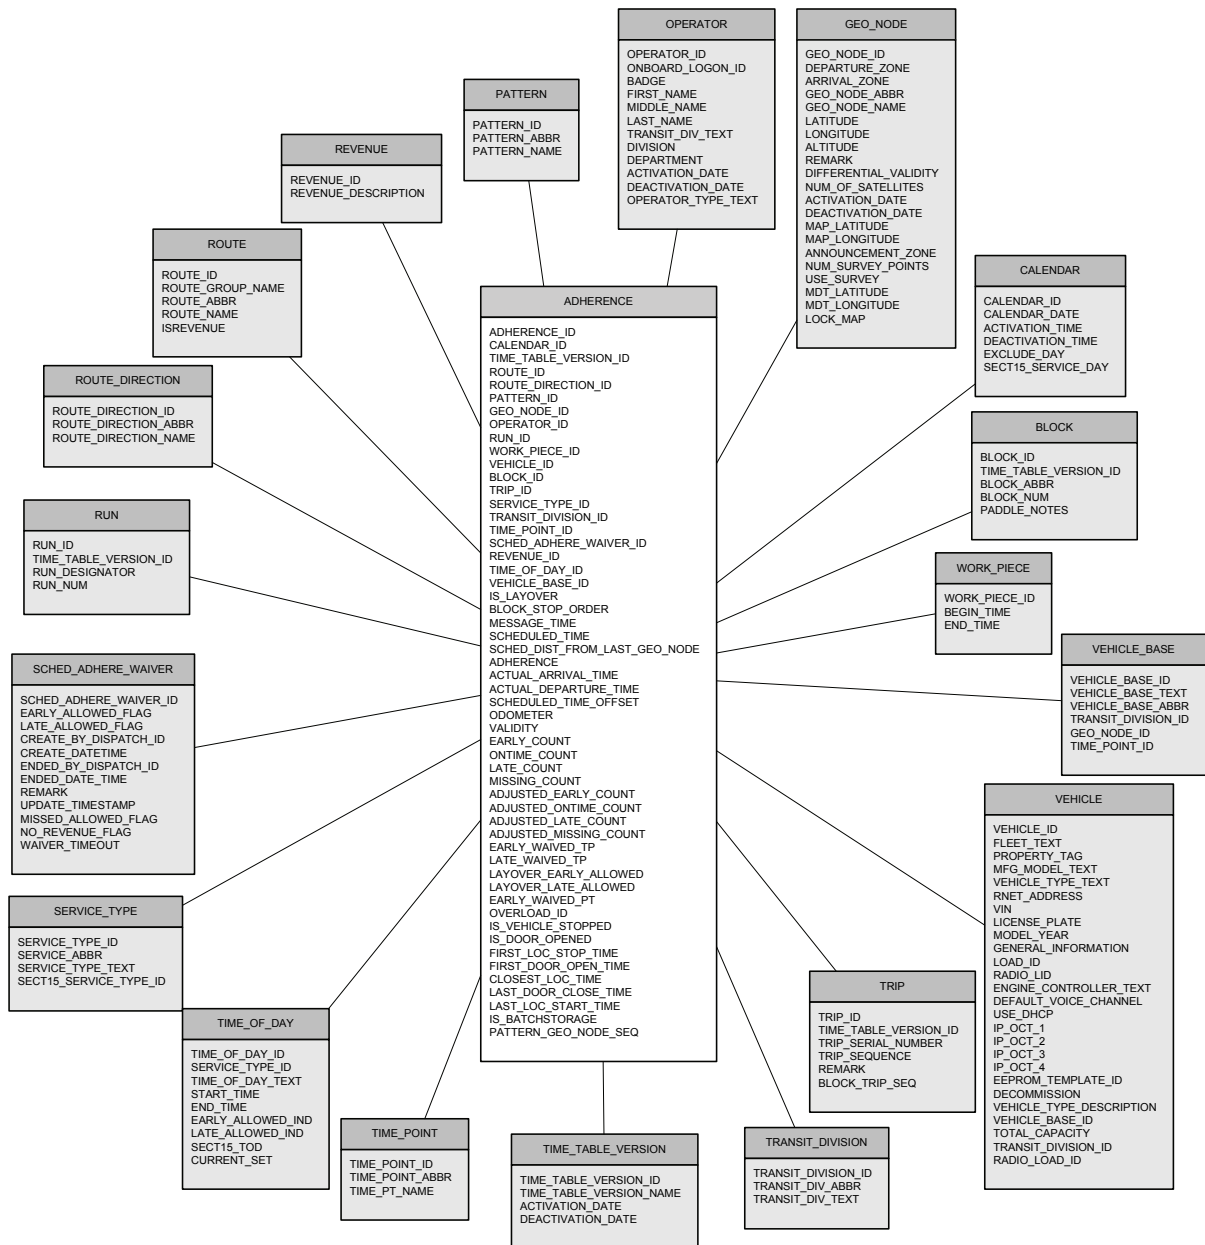 OPERATOR
OPERATOR_ID
ONBOARD_LOGON_ID
BADGE
FIRST_NAME
MIDDLE_NAME
LAST_NAME
TRANSIT_DIV_TEXT
DIVISION
DEPARTMENT
ACTIVATION_DATE
DEACTIVATION_DATE
OPERATOR_TYPE_TEXT
GEO_NODE
GEO_NODE_ID
DEPARTURE_ZONE
ARRIVAL_ZONE
GEO_NODE_ABBR
GEO_NODE_NAME
LATITUDE
LONGITUDE
ALTITUDE
REMARK
DIFFERENTIAL_VALIDITY
NUM_OF_SATELLITES
ACTIVATION_DATE
DEACTIVATION_DATE
MAP_LATITUDE
MAP_LONGITUDE
ANNOUNCEMENT_ZONE
NUM_SURVEY_POINTS
USE_SURVEY
MDT_LATITUDE
MDT_LONGITUDE
LOCK_MAP
PATTERN
PATTERN_ID
PATTERN_ABBR
PATTERN_NAME
REVENUE
REVENUE_ID
REVENUE_DESCRIPTION
ROUTE
ROUTE_ID
ROUTE_GROUP_NAME
ROUTE_ABBR
ROUTE_NAME
ISREVENUE
CALENDAR
CALENDAR_ID
CALENDAR_DATE
ACTIVATION_TIME
DEACTIVATION_TIME
EXCLUDE_DAY
SECT15_SERVICE_DAY
ADHERENCE
ADHERENCE_ID
CALENDAR_ID
TIME_TABLE_VERSION_ID
ROUTE_ID
ROUTE_DIRECTION_ID
PATTERN_ID
GEO_NODE_ID
OPERATOR_ID
RUN_ID
WORK_PIECE_ID
VEHICLE_ID
BLOCK_ID
TRIP_ID
SERVICE_TYPE_ID
TRANSIT_DIVISION_ID
TIME_POINT_ID
SCHED_ADHERE_WAIVER_ID
REVENUE_ID
TIME_OF_DAY_ID
VEHICLE_BASE_ID
IS_LAYOVER
BLOCK_STOP_ORDER
MESSAGE_TIME
SCHEDULED_TIME
SCHED_DIST_FROM_LAST_GEO_NODE
ADHERENCE
ACTUAL_ARRIVAL_TIME
ACTUAL_DEPARTURE_TIME
SCHEDULED_TIME_OFFSET
ODOMETER
VALIDITY
EARLY_COUNT
ONTIME_COUNT
LATE_COUNT
MISSING_COUNT
ADJUSTED_EARLY_COUNT
ADJUSTED_ONTIME_COUNT
ADJUSTED_LATE_COUNT
ADJUSTED_MISSING_COUNT
EARLY_WAIVED_TP
LATE_WAIVED_TP
LAYOVER_EARLY_ALLOWED
LAYOVER_LATE_ALLOWED
EARLY_WAIVED_PT
OVERLOAD_ID
IS_VEHICLE_STOPPED
IS_DOOR_OPENED
FIRST_LOC_STOP_TIME
FIRST_DOOR_OPEN_TIME
CLOSEST_LOC_TIME
LAST_DOOR_CLOSE_TIME
LAST_LOC_START_TIME
IS_BATCHSTORAGE
PATTERN_GEO_NODE_SEQ
ROUTE_DIRECTION
ROUTE_DIRECTION_ID
ROUTE_DIRECTION_ABBR
ROUTE_DIRECTION_NAME
BLOCK
BLOCK_ID
TIME_TABLE_VERSION_ID
BLOCK_ABBR
BLOCK_NUM
PADDLE_NOTES
RUN
RUN_ID
TIME_TABLE_VERSION_ID
RUN_DESIGNATOR
RUN_NUM
WORK_PIECE
WORK_PIECE_ID
BEGIN_TIME
END_TIME
VEHICLE_BASE
VEHICLE_BASE_ID
VEHICLE_BASE_TEXT
VEHICLE_BASE_ABBR
TRANSIT_DIVISION_ID
GEO_NODE_ID
TIME_POINT_ID
SCHED_ADHERE_WAIVER
SCHED_ADHERE_WAIVER_ID
EARLY_ALLOWED_FLAG
LATE_ALLOWED_FLAG
CREATE_BY_DISPATCH_ID
CREATE_DATETIME
ENDED_BY_DISPATCH_ID
ENDED_DATE_TIME
REMARK
UPDATE_TIMESTAMP
MISSED_ALLOWED_FLAG
NO_REVENUE_FLAG
WAIVER_TIMEOUT
VEHICLE
VEHICLE_ID
FLEET_TEXT
PROPERTY_TAG
MFG_MODEL_TEXT
VEHICLE_TYPE_TEXT
RNET_ADDRESS
VIN
LICENSE_PLATE
MODEL_YEAR
GENERAL_INFORMATION
LOAD_ID
RADIO_LID
ENGINE_CONTROLLER_TEXT
DEFAULT_VOICE_CHANNEL
USE_DHCP
IP_OCT_1
IP_OCT_2
IP_OCT_3
IP_OCT_4
EEPROM_TEMPLATE_ID
DECOMMISSION
VEHICLE_TYPE_DESCRIPTION
VEHICLE_BASE_ID
TOTAL_CAPACITY
TRANSIT_DIVISION_ID
RADIO_LOAD_ID
SERVICE_TYPE
SERVICE_TYPE_ID
SERVICE_ABBR
SERVICE_TYPE_TEXT
SECT15_SERVICE_TYPE_ID
TRIP
TRIP_ID
TIME_TABLE_VERSION_ID
TRIP_SERIAL_NUMBER
TRIP_SEQUENCE
REMARK
BLOCK_TRIP_SEQ
TIME_OF_DAY
TIME_OF_DAY_ID
SERVICE_TYPE_ID
TIME_OF_DAY_TEXT
START_TIME
END_TIME
EARLY_ALLOWED_IND
LATE_ALLOWED_IND
SECT15_TOD
CURRENT_SET
TIME_POINT
TIME_POINT_ID
TIME_POINT_ABBR
TIME_PT_NAME
TIME_TABLE_VERSION
TIME_TABLE_VERSION_ID
TIME_TABLE_VERSION_NAME
ACTIVATION_DATE
DEACTIVATION_DATE
TRANSIT_DIVISION
TRANSIT_DIVISION_ID
TRANSIT_DIV_ABBR
TRANSIT_DIV_TEXT